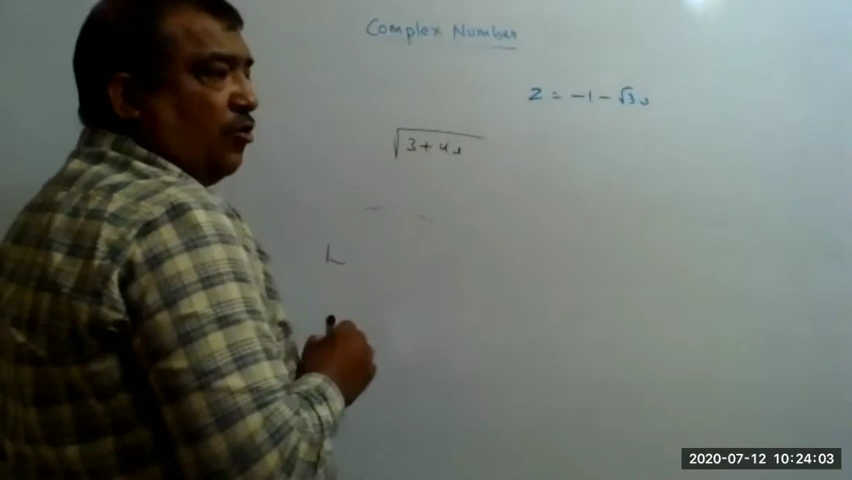 Complex Number
z = -1 - √3i
√3+4i
2020-07-12 10:24:03